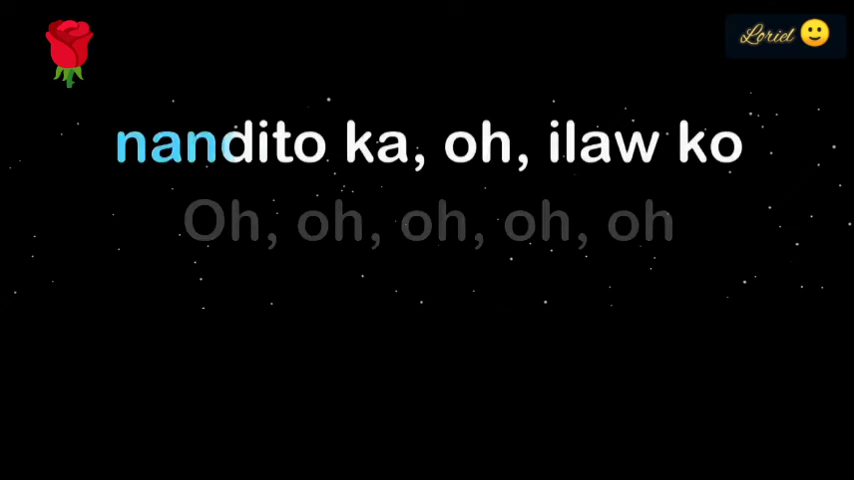 Loriel 🙂
nandito ka, oh, ilaw ko
Oh, oh, oh, oh, oh